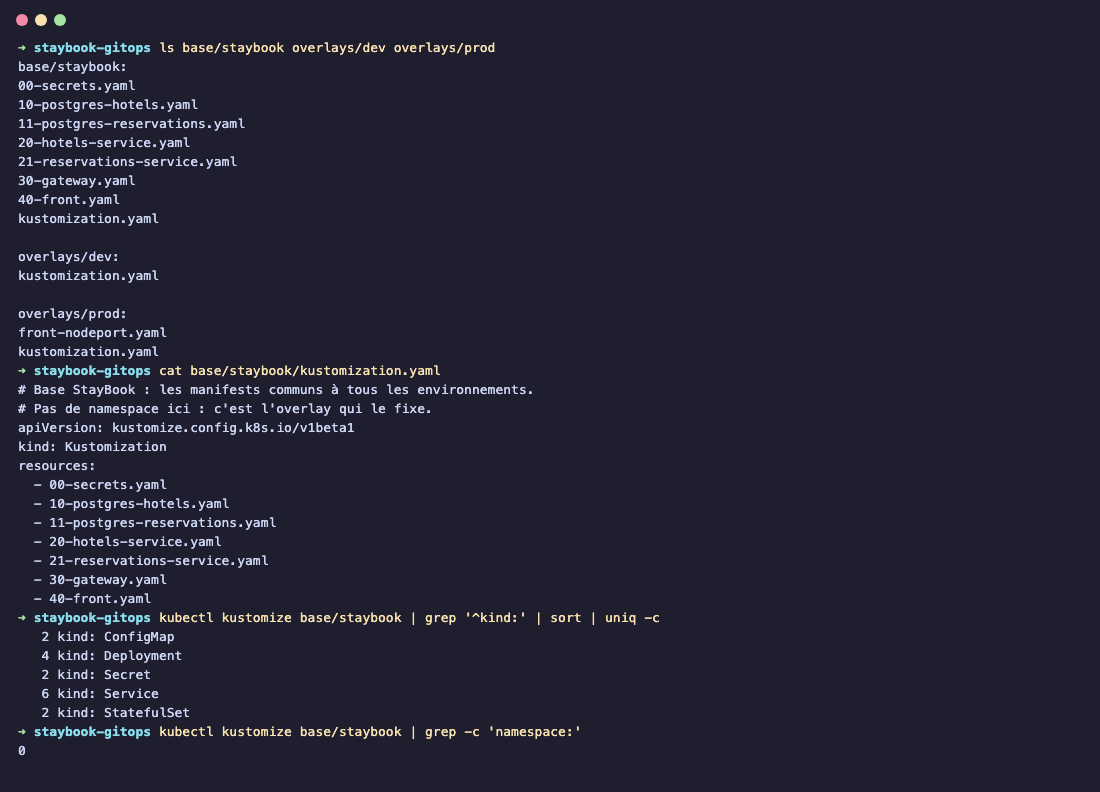 ➜ staybook-gitops ls base/staybook overlays/dev overlays/prod
base/staybook:
00-secrets.yaml
10-postgres-hotels.yaml
11-postgres-reservations.yaml
20-hotels-service.yaml
21-reservations-service.yaml
30-gateway.yaml
40-front.yaml
kustomization.yaml

overlays/dev:
kustomization.yaml

overlays/prod:
front-nodeport.yaml
kustomization.yaml
➜ staybook-gitops cat base/staybook/kustomization.yaml
# Base StayBook : les manifests communs à tous les environnements.
# Pas de namespace ici : c'est l'overlay qui le fixe.
apiVersion: kustomize.config.k8s.io/v1beta1
kind: Kustomization
resources:
  - 00-secrets.yaml
  - 10-postgres-hotels.yaml
  - 11-postgres-reservations.yaml
  - 20-hotels-service.yaml
  - 21-reservations-service.yaml
  - 30-gateway.yaml
  - 40-front.yaml
➜ staybook-gitops kubectl kustomize base/staybook | grep '^kind:' | sort | uniq -c
   2 kind: ConfigMap
   4 kind: Deployment
   2 kind: Secret
   6 kind: Service
   2 kind: StatefulSet
➜ staybook-gitops kubectl kustomize base/staybook | grep -c 'namespace:'
0